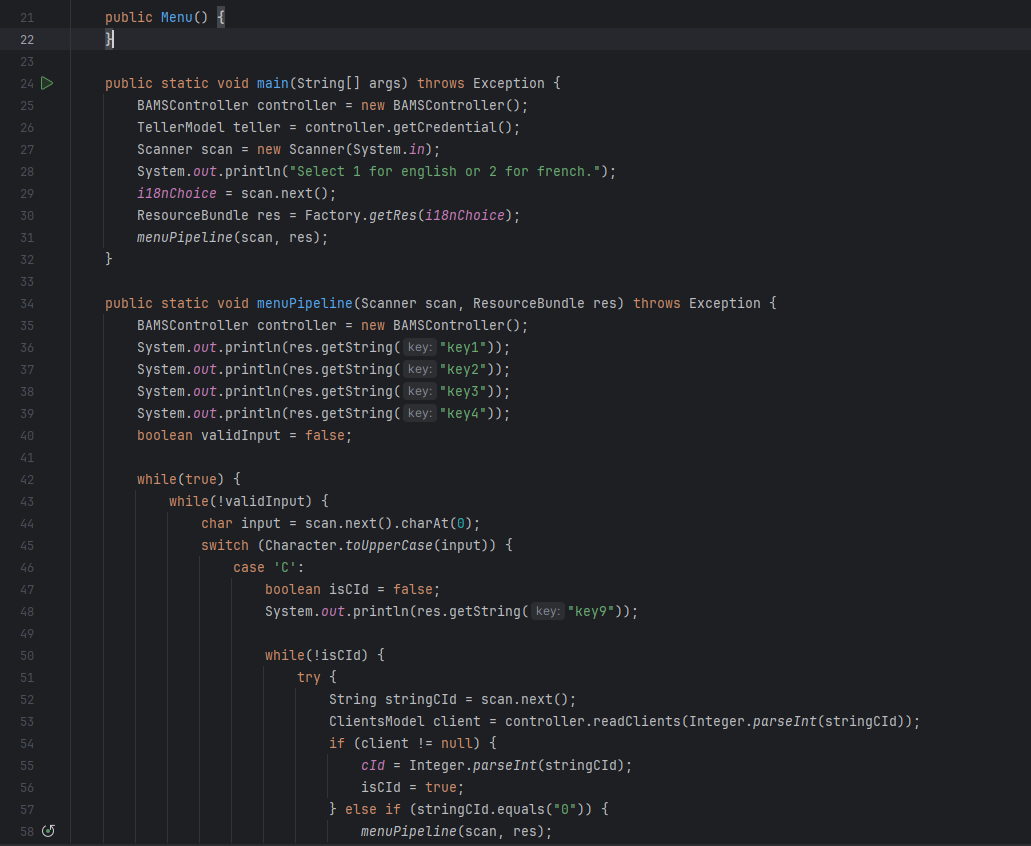 21 public Menu() {
22 }
23
24 public static void main(String[] args) throws Exception {
25 BAMSController controller = new BAMSController();
26 TellerModel teller = controller.getCredential();
27 Scanner scan = new Scanner(System.in);
28 System.out.println("Select 1 for english or 2 for french.");
29 i18nChoice = scan.next();
30 ResourceBundle res = Factory.getRes(i18nChoice);
31 menuPipeline(scan, res);
32 }
33
34 public static void menuPipeline(Scanner scan, ResourceBundle res) throws Exception {
35 BAMSController controller = new BAMSController();
36 System.out.println(res.getString( key: "key1"));
37 System.out.println(res.getString( key: "key2"));
38 System.out.println(res.getString( key: "key3"));
39 System.out.println(res.getString( key: "key4"));
40 boolean validInput = false;
41
42 while(true) {
43 while(!validInput) {
44 char input = scan.next().charAt(0);
45 switch (Character.toUpperCase(input)) {
46 case 'C':
47 boolean isCId = false;
48 System.out.println(res.getString( key: "key9"));
49
50 while(!isCId) {
51 try {
52 String stringCId = scan.next();
53 ClientsModel client = controller.readClients(Integer.parseInt(stringCId));
54 if (client != null) {
55 cId = Integer.parseInt(stringCId);
56 isCId = true;
57 } else if (stringCId.equals("0")) {
58 menuPipeline(scan, res);